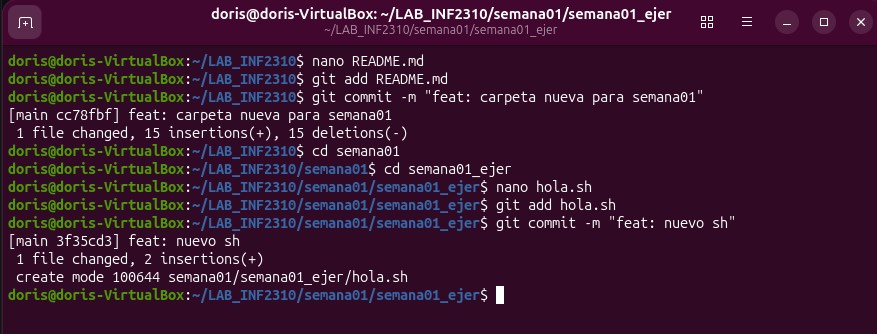 doris@doris-VirtualBox: ~/LAB_INF2310/semana01/semana01_ejer
~/LAB_INF2310/semana01/semana01_ejer
doris@doris-VirtualBox:~/LAB_INF2310$ nano README.md
doris@doris-VirtualBox:~/LAB_INF2310$ git add README.md
doris@doris-VirtualBox:~/LAB_INF2310$ git commit -m "feat: carpeta nueva para semana01"
[main cc78fbf] feat: carpeta nueva para semana01
 1 file changed, 15 insertions(+), 15 deletions(-)
doris@doris-VirtualBox:~/LAB_INF2310$ cd semana01
doris@doris-VirtualBox:~/LAB_INF2310/semana01$ cd semana01_ejer
doris@doris-VirtualBox:~/LAB_INF2310/semana01/semana01_ejer$ nano hola.sh
doris@doris-VirtualBox:~/LAB_INF2310/semana01/semana01_ejer$ git add hola.sh
doris@doris-VirtualBox:~/LAB_INF2310/semana01/semana01_ejer$ git commit -m "feat: nuevo sh"
[main 3f35cd3] feat: nuevo sh
 1 file changed, 2 insertions(+)
 create mode 100644 semana01/semana01_ejer/hola.sh
doris@doris-VirtualBox:~/LAB_INF2310/semana01/semana01_ejer$